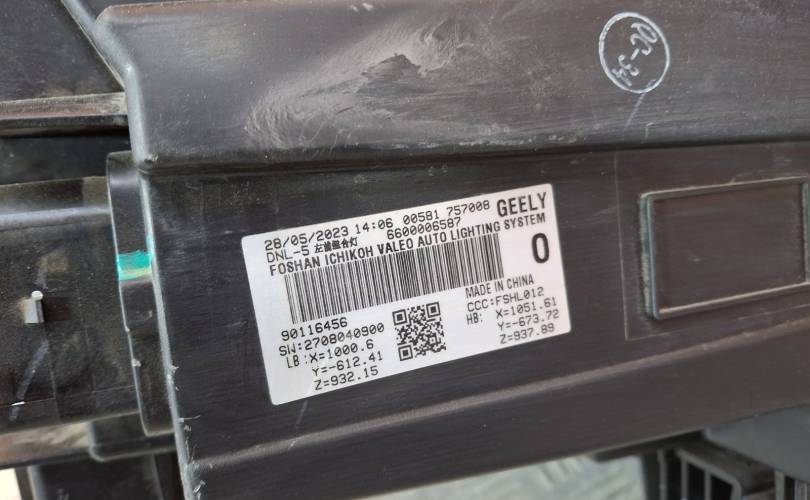 28/05/2023 14:06 00581 757008 GEELY
DNL-5 左前组合灯 6600006587
FOSHAN ICHIKOH VALEO AUTO LIGHTING SYSTEM
0
MADE IN CHINA
90116456
CCC:FSHL012
SW:2708040900
HB: X=1051.61
LB:X=1000.6
Y=-673.72
Y=-612.41
Z=937.89
Z=932.15